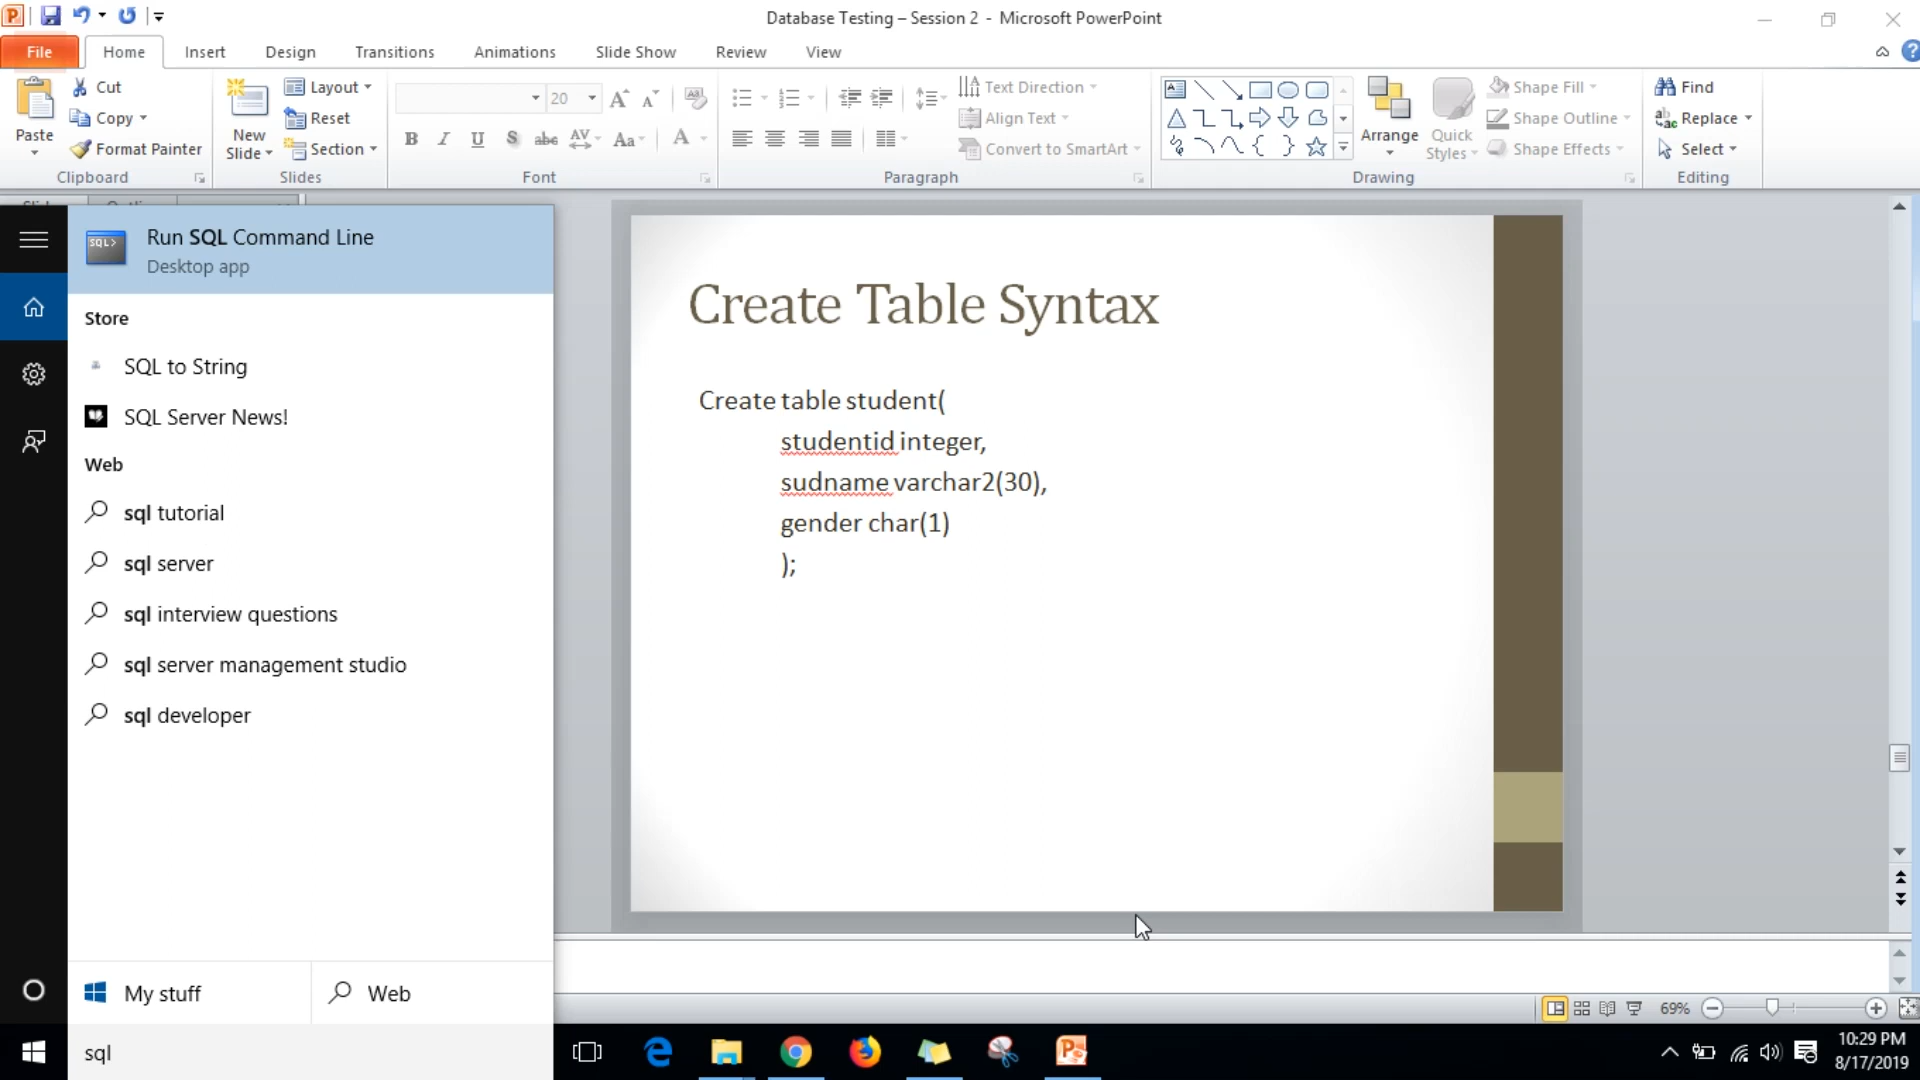 Database Testing – Session 2 - Microsoft PowerPoint
File Home Insert Design Transitions Animations Slide Show Review View
Paste
Cut
Copy
Format Painter
Clipboard
New Slide
Layout
Reset
Section
Slides
20
Font
Text Direction
Align Text
Convert to SmartArt
Paragraph
Arrange
Quick Styles
Shape Fill
Shape Outline
Shape Effects
Drawing
Find
Replace
Select
Editing
Run SQL Command Line
Desktop app
Store
SQL to String
SQL Server News!
Web
sql tutorial
sql server
sql interview questions
sql server management studio
sql developer
My stuff
Web
sql
Create Table Syntax
Create table student(
studentid integer,
sudname varchar2(30),
gender char(1)
);
69%
10:29 PM
8/17/2019